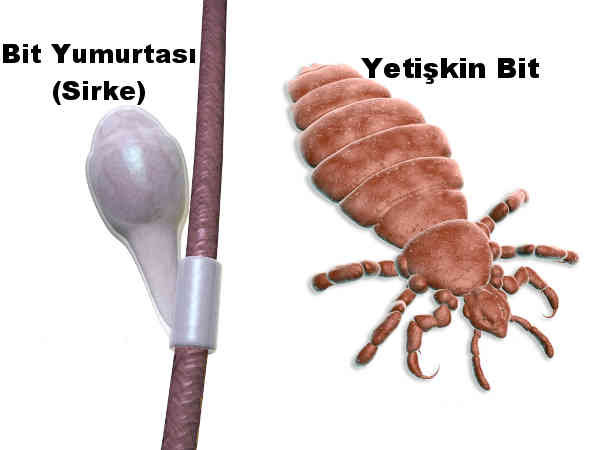 Bit Yumurtası
(Sirke)
Yetişkin Bit